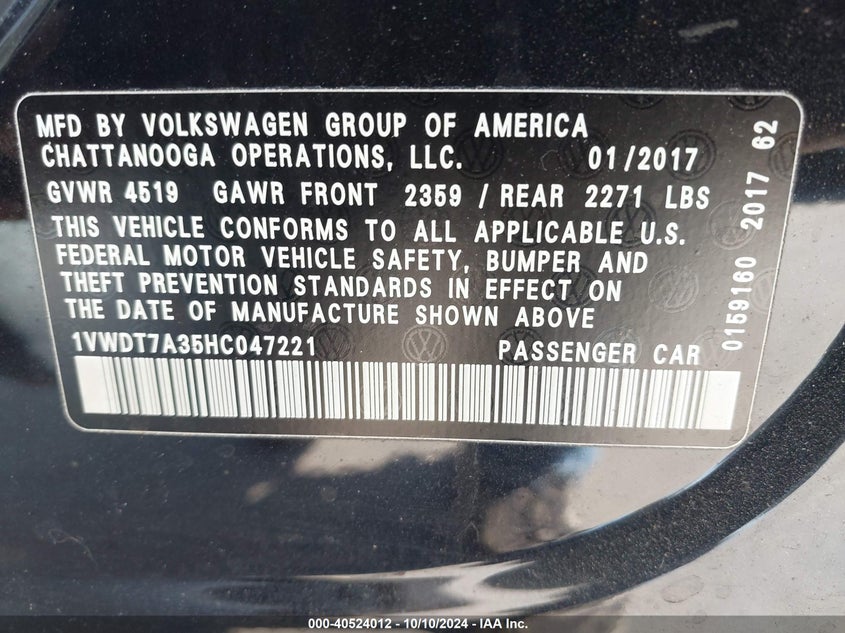 MFD BY VOLKSWAGEN GROUP OF AMERICA
CHATTANOOGA OPERATIONS, LLC. 01/2017
GVWR 4519 GAWR FRONT 2359 / REAR 2271 LBS
THIS VEHICLE CONFORMS TO ALL APPLICABLE U.S.
FEDERAL MOTOR VEHICLE SAFETY, BUMPER AND
THEFT PREVENTION STANDARDS IN EFFECT ON
THE DATE OF MANUFACTURE SHOWN ABOVE
1VWDT7A35HC047221 PASSENGER CAR
0159160 2017 62
000-40524012 - 10/10/2024 - IAA Inc.